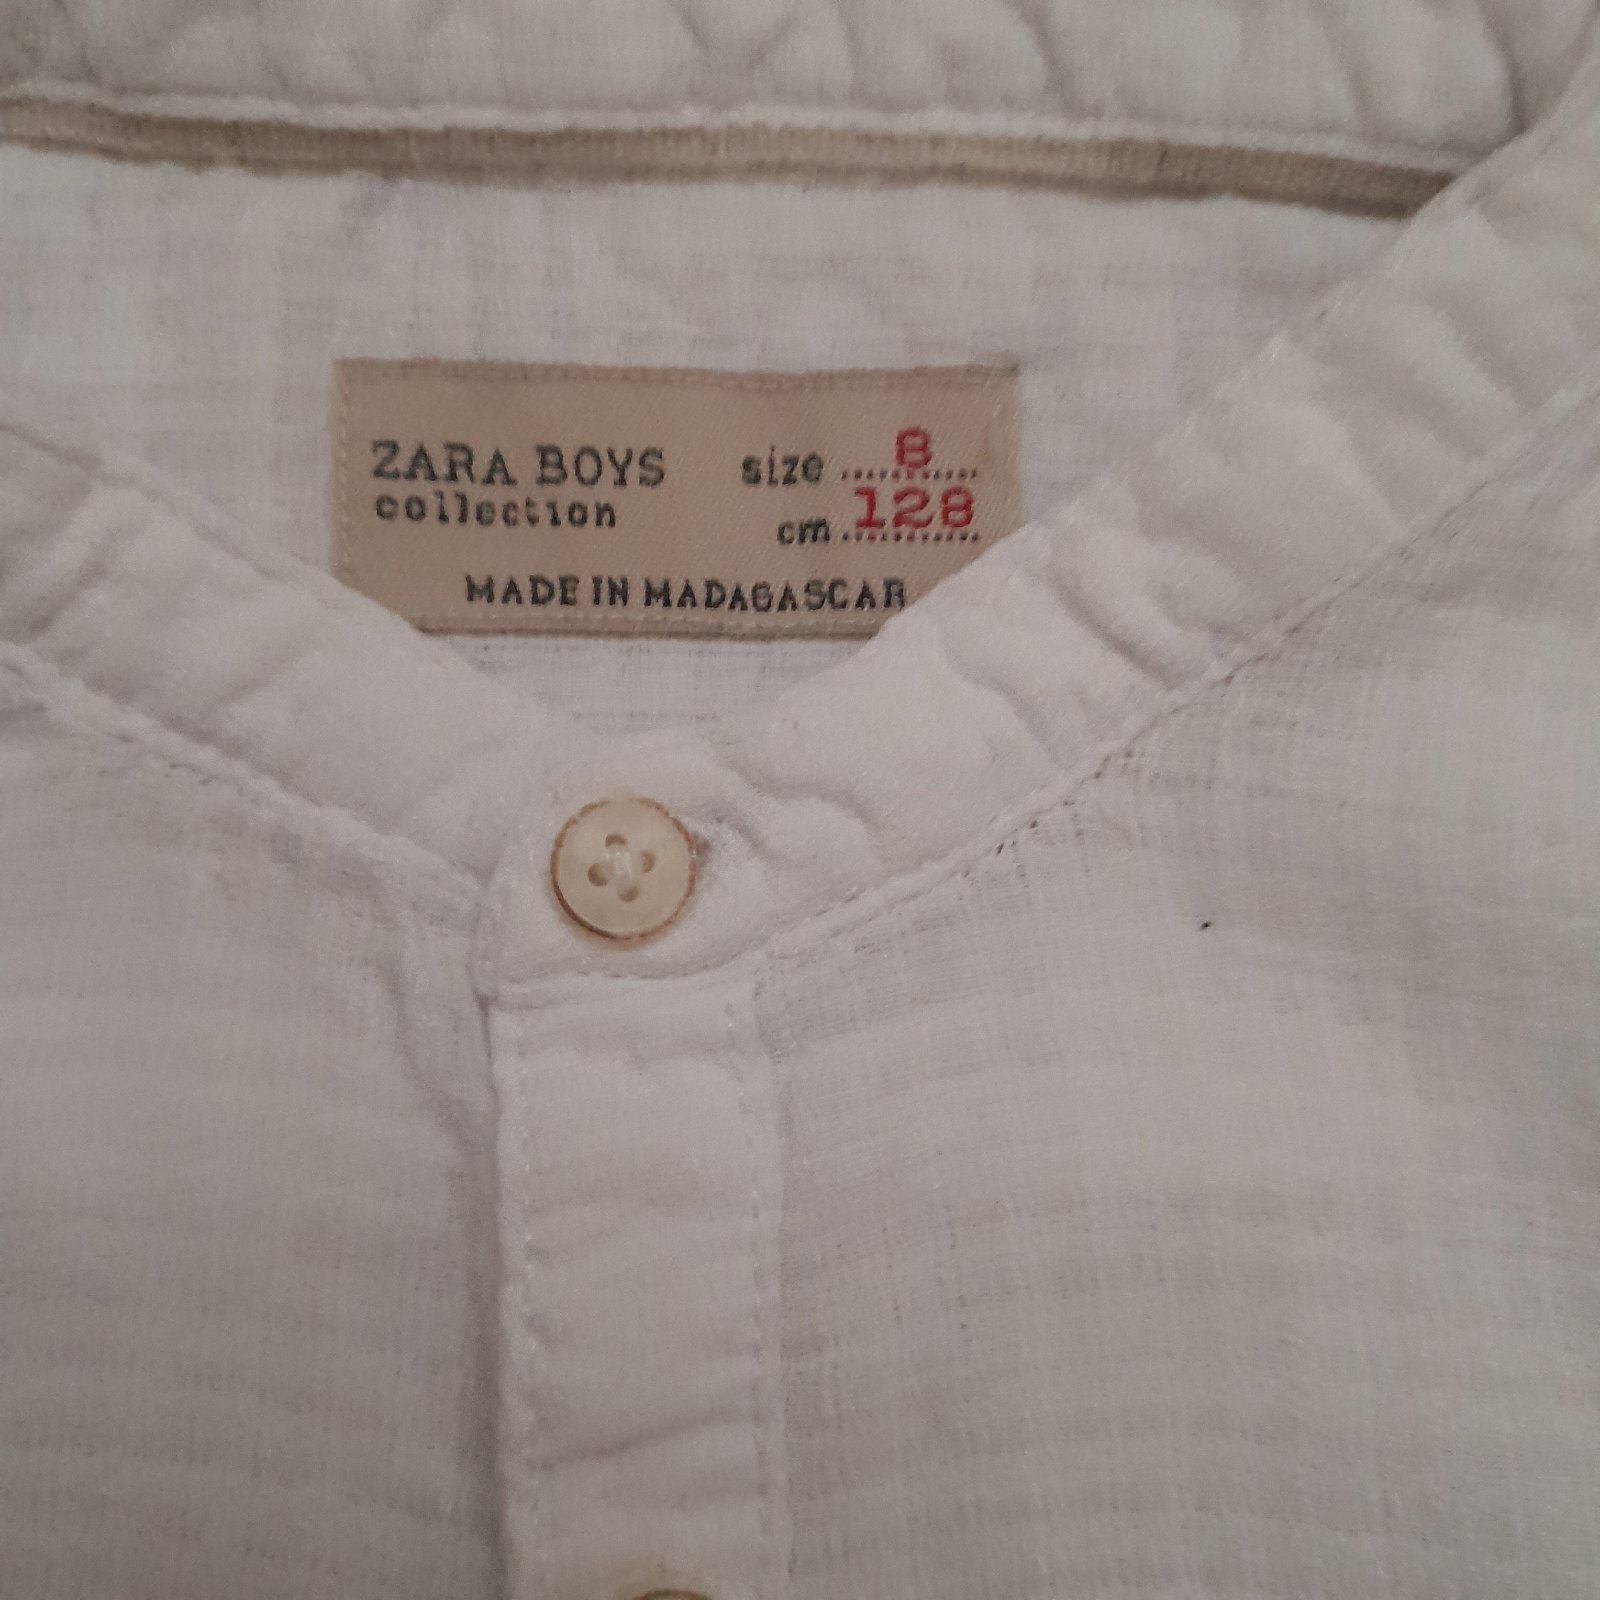 ZARA BOYS size 8
collection cm 128
MADE IN MADAGASCAR